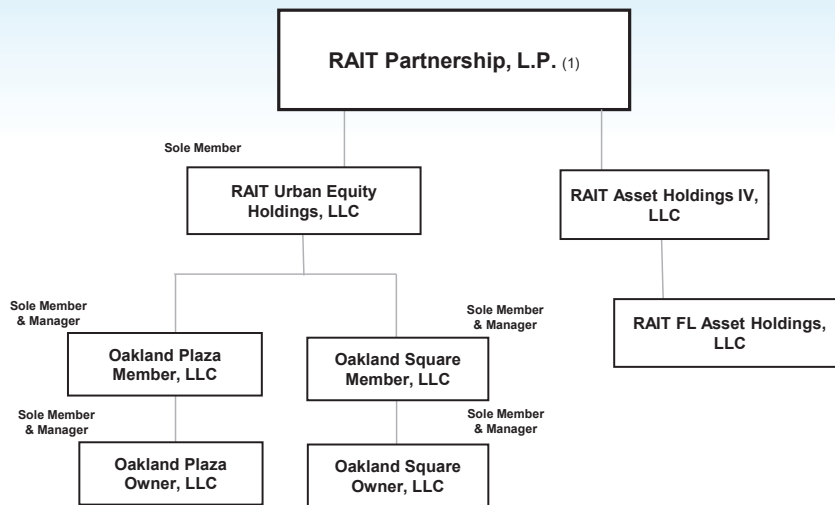 RAIT Partnership, L.P. (1)
Sole Member
RAIT Urban Equity
Holdings, LLC
RAIT Asset Holdings IV,
LLC
Sole Member
& Manager
Sole Member
& Manager
RAIT FL Asset Holdings,
LLC
Oakland Plaza
Member, LLC
Oakland Square
Member, LLC
Sole Member
& Manager
Sole Member
& Manager
Oakland Plaza
Owner, LLC
Oakland Square
Owner, LLC